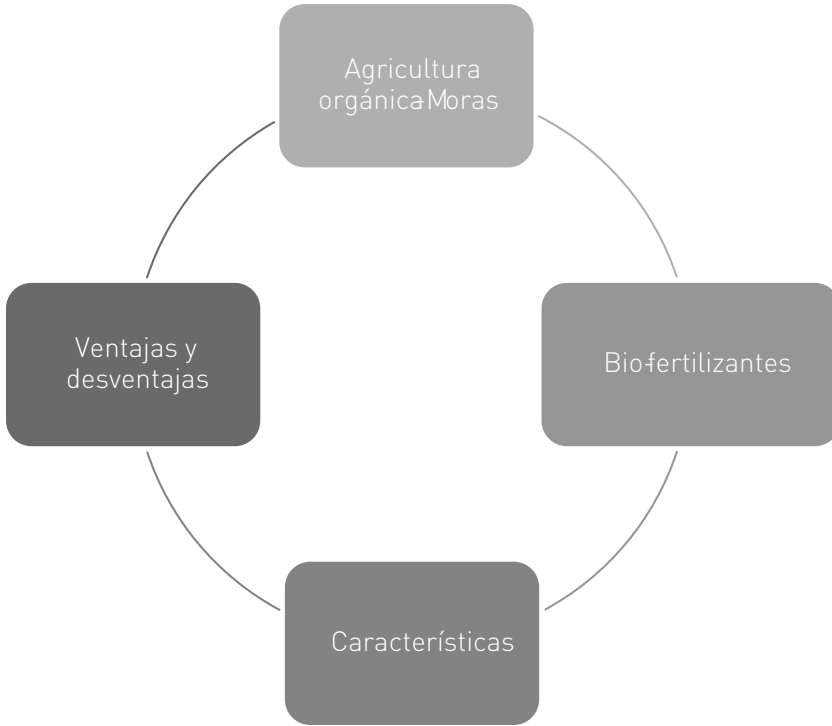 Agricultura
orgánica-Moras
Bio-fertilizantes
Características
Ventajas y
desventajas